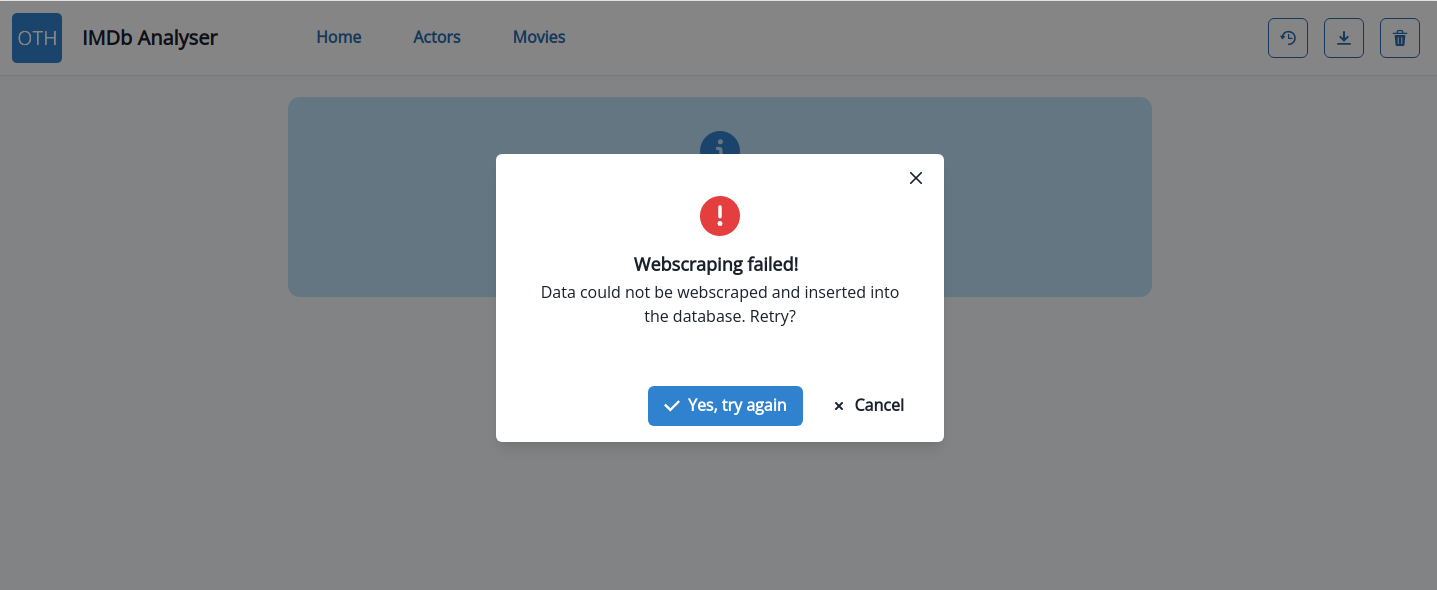 OTH IMDb Analyser Home Actors Movies
Webscraping failed!
Data could not be webscraped and inserted into
the database. Retry?
Yes, try again Cancel